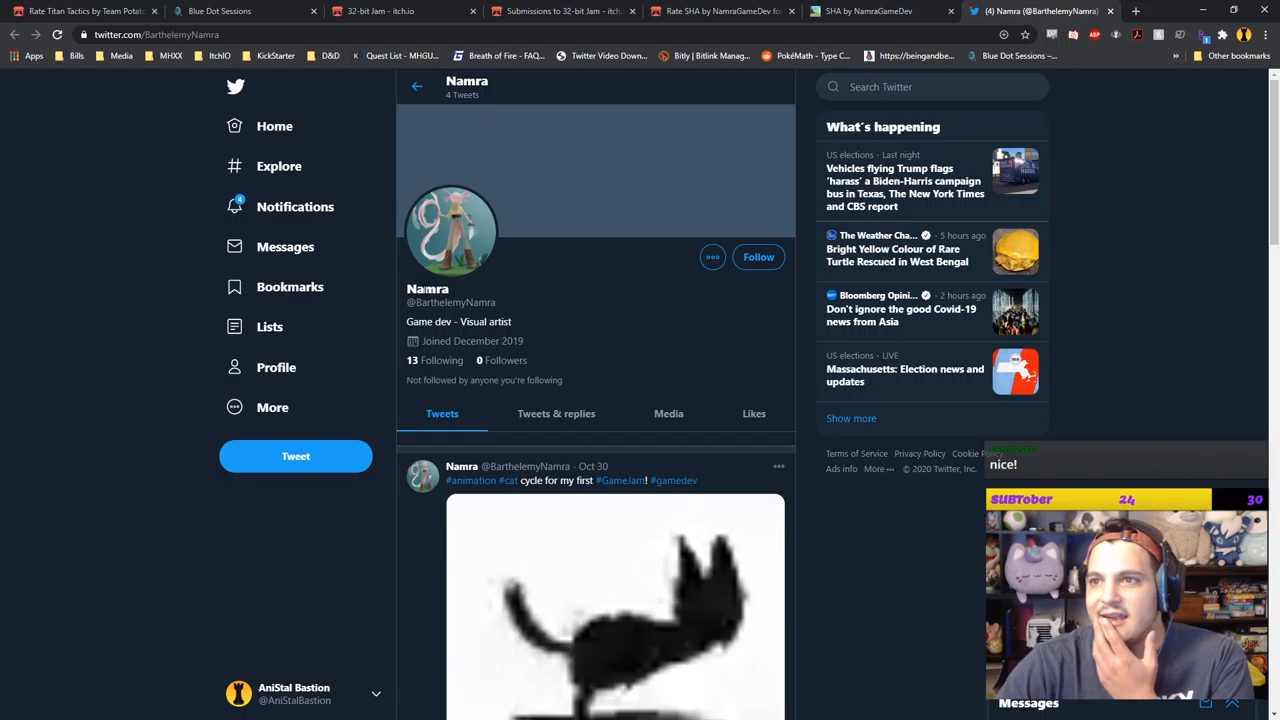 Rate Titan Tactics by Team Potat
Blue Dot Sessions
32-bit Jam - itch.io
Submissions to 32-bit Jam - itch
Rate SHA by NamraGameDev fo
SHA by NamraGameDev
(4) Namra (@BarthelemyNamra)
twitter.com/BarthelemyNamra
Apps
Bills
Media
MHXX
ItchIO
KickStarter
D&D
Quest List - MHGU...
Breath of Fire - FAQ...
Twitter Video Down...
Bitly | Bitlink Manag...
PokéMath - Type C...
https://beingandbe...
Blue Dot Sessions –...
Other bookmarks
Home
Explore
4
Notifications
Messages
Bookmarks
Lists
Profile
More
Tweet
AniStal Bastion
@AniStalBastion
Namra
4 Tweets
Follow
Namra
@BarthelemyNamra
Game dev - Visual artist
Joined December 2019
13 Following 0 Followers
Not followed by anyone you're following
Tweets
Tweets & replies
Media
Likes
Namra @BarthelemyNamra · Oct 30
#animation #cat cycle for my first #GameJam! #gamedev
Search Twitter
What's happening
US elections · Last night
Vehicles flying Trump flags
'harass' a Biden-Harris campaign
bus in Texas, The New York Times
and CBS report
The Weather Cha... · 5 hours ago
Bright Yellow Colour of Rare
Turtle Rescued in West Bengal
Bloomberg Opini... · 2 hours ago
Don't ignore the good Covid-19
news from Asia
US elections · LIVE
Massachusetts: Election news and
updates
Show more
Terms of Service Privacy Policy Cookie Po
Ads info More © 2020 Twitter, Inc.
nice!
SUBtober 24 30
Messages